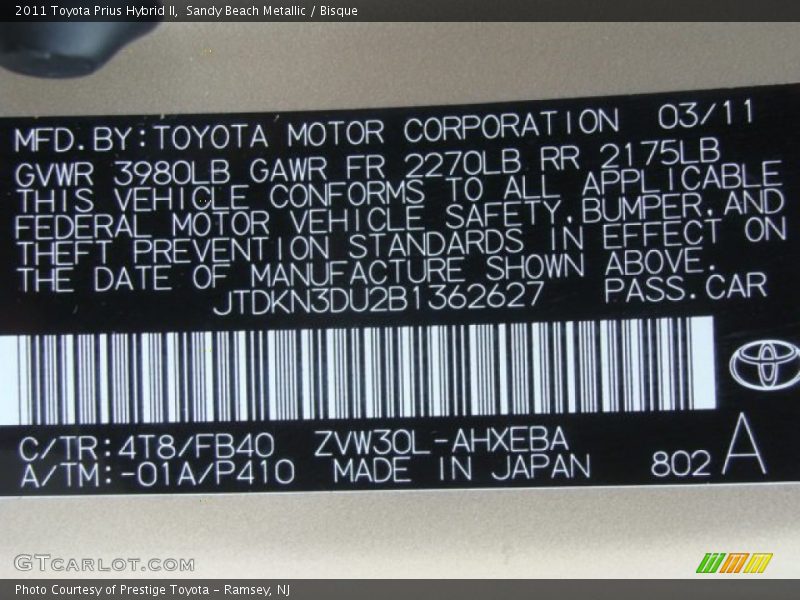 2011 Toyota Prius Hybrid II, Sandy Beach Metallic / Bisque
MFD.BY:TOYOTA MOTOR CORPORATION 03/11
GVWR 3980LB GAWR FR 2270LB RR 2175LB
THIS VEHICLE CONFORMS TO ALL APPLICABLE
FEDERAL MOTOR VEHICLE SAFETY,BUMPER,AND
THEFT PREVENTION STANDARDS IN EFFECT ON
THE DATE OF MANUFACTURE SHOWN ABOVE.
JTDKN3DU2B1362627 PASS.CAR
C/TR:4T8/FB40 ZVW30L-AHXEBA
A/TM:-01A/P410 MADE IN JAPAN 802 A
GTCARLOT.COM
Photo Courtesy of Prestige Toyota - Ramsey, NJ